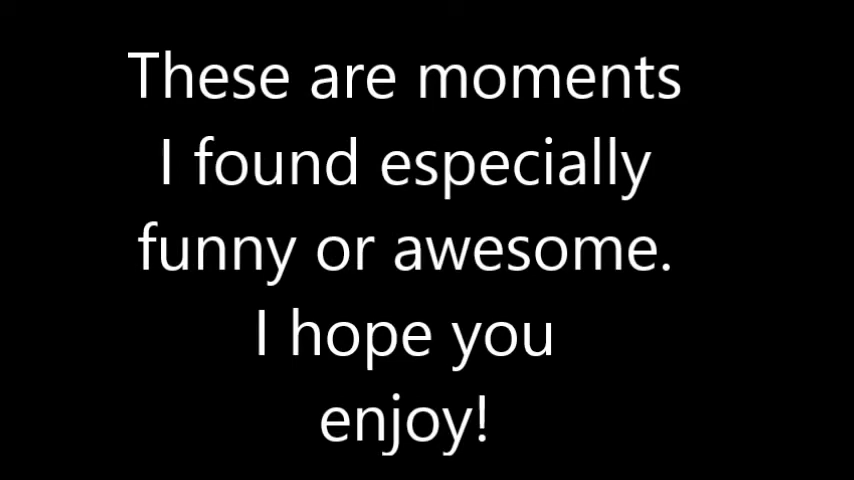 These are moments
I found especially
funny or awesome.
I hope you
enjoy!